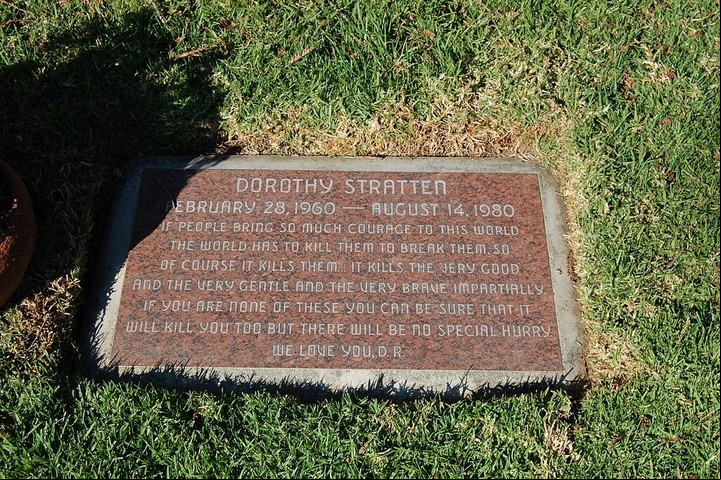 DOROTHY STRATTEN
FEBRUARY 28, 1960 — AUGUST 14, 1980
IF PEOPLE BRING SO MUCH COURAGE TO THIS WORLD
THE WORLD HAS TO KILL THEM TO BREAK THEM, SO
OF COURSE IT KILLS THEM.. IT KILLS THE VERY GOOD
AND THE VERY GENTLE AND THE VERY BRAVE IMPARTIALLY.
IF YOU ARE NONE OF THESE YOU CAN BE SURE THAT IT
WILL KILL YOU TOO BUT THERE WILL BE NO SPECIAL HURRY.
WE LOVE YOU, D.R.